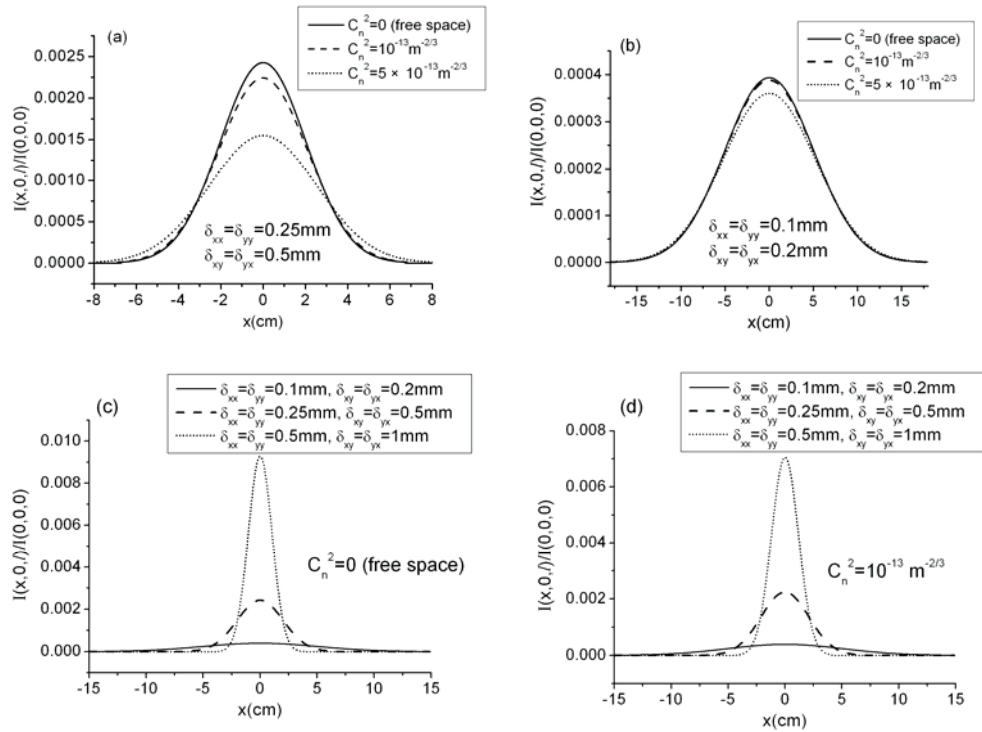 (a)
C_n^2=0 (free space)
C_n^2=10^-13 m^-2/3
C_n^2=5 × 10^-13 m^-2/3
0.0025
0.0020
0.0015
0.0010
0.0005
0.0000
I(x,0,l)/I(0,0,0)
δ_xx=δ_yy=0.25mm
δ_xy=δ_yx=0.5mm
-8 -6 -4 -2 0 2 4 6 8
x(cm)
(b)
C_n^2=0 (free space)
C_n^2=10^-13 m^-2/3
C_n^2=5 × 10^-13 m^-2/3
0.0004
0.0003
0.0002
0.0001
0.0000
I(x,0,l)/I(0,0,0)
δ_xx=δ_yy=0.1mm
δ_xy=δ_yx=0.2mm
-15 -10 -5 0 5 10 15
x(cm)
(c)
δ_xx=δ_yy=0.1mm, δ_xy=δ_yx=0.2mm
δ_xx=δ_yy=0.25mm, δ_xy=δ_yx=0.5mm
δ_xx=δ_yy=0.5mm, δ_xy=δ_yx=1mm
0.010
0.008
0.006
0.004
0.002
0.000
I(x,0,l)/I(0,0,0)
C_n^2=0 (free space)
-15 -10 -5 0 5 10 15
x(cm)
(d)
δ_xx=δ_yy=0.1mm, δ_xy=δ_yx=0.2mm
δ_xx=δ_yy=0.25mm, δ_xy=δ_yx=0.5mm
δ_xx=δ_yy=0.5mm, δ_xy=δ_yx=1mm
0.008
0.006
0.004
0.002
0.000
I(x,0,l)/I(0,0,0)
C_n^2=10^-13 m^-2/3
-15 -10 -5 0 5 10 15
x(cm)